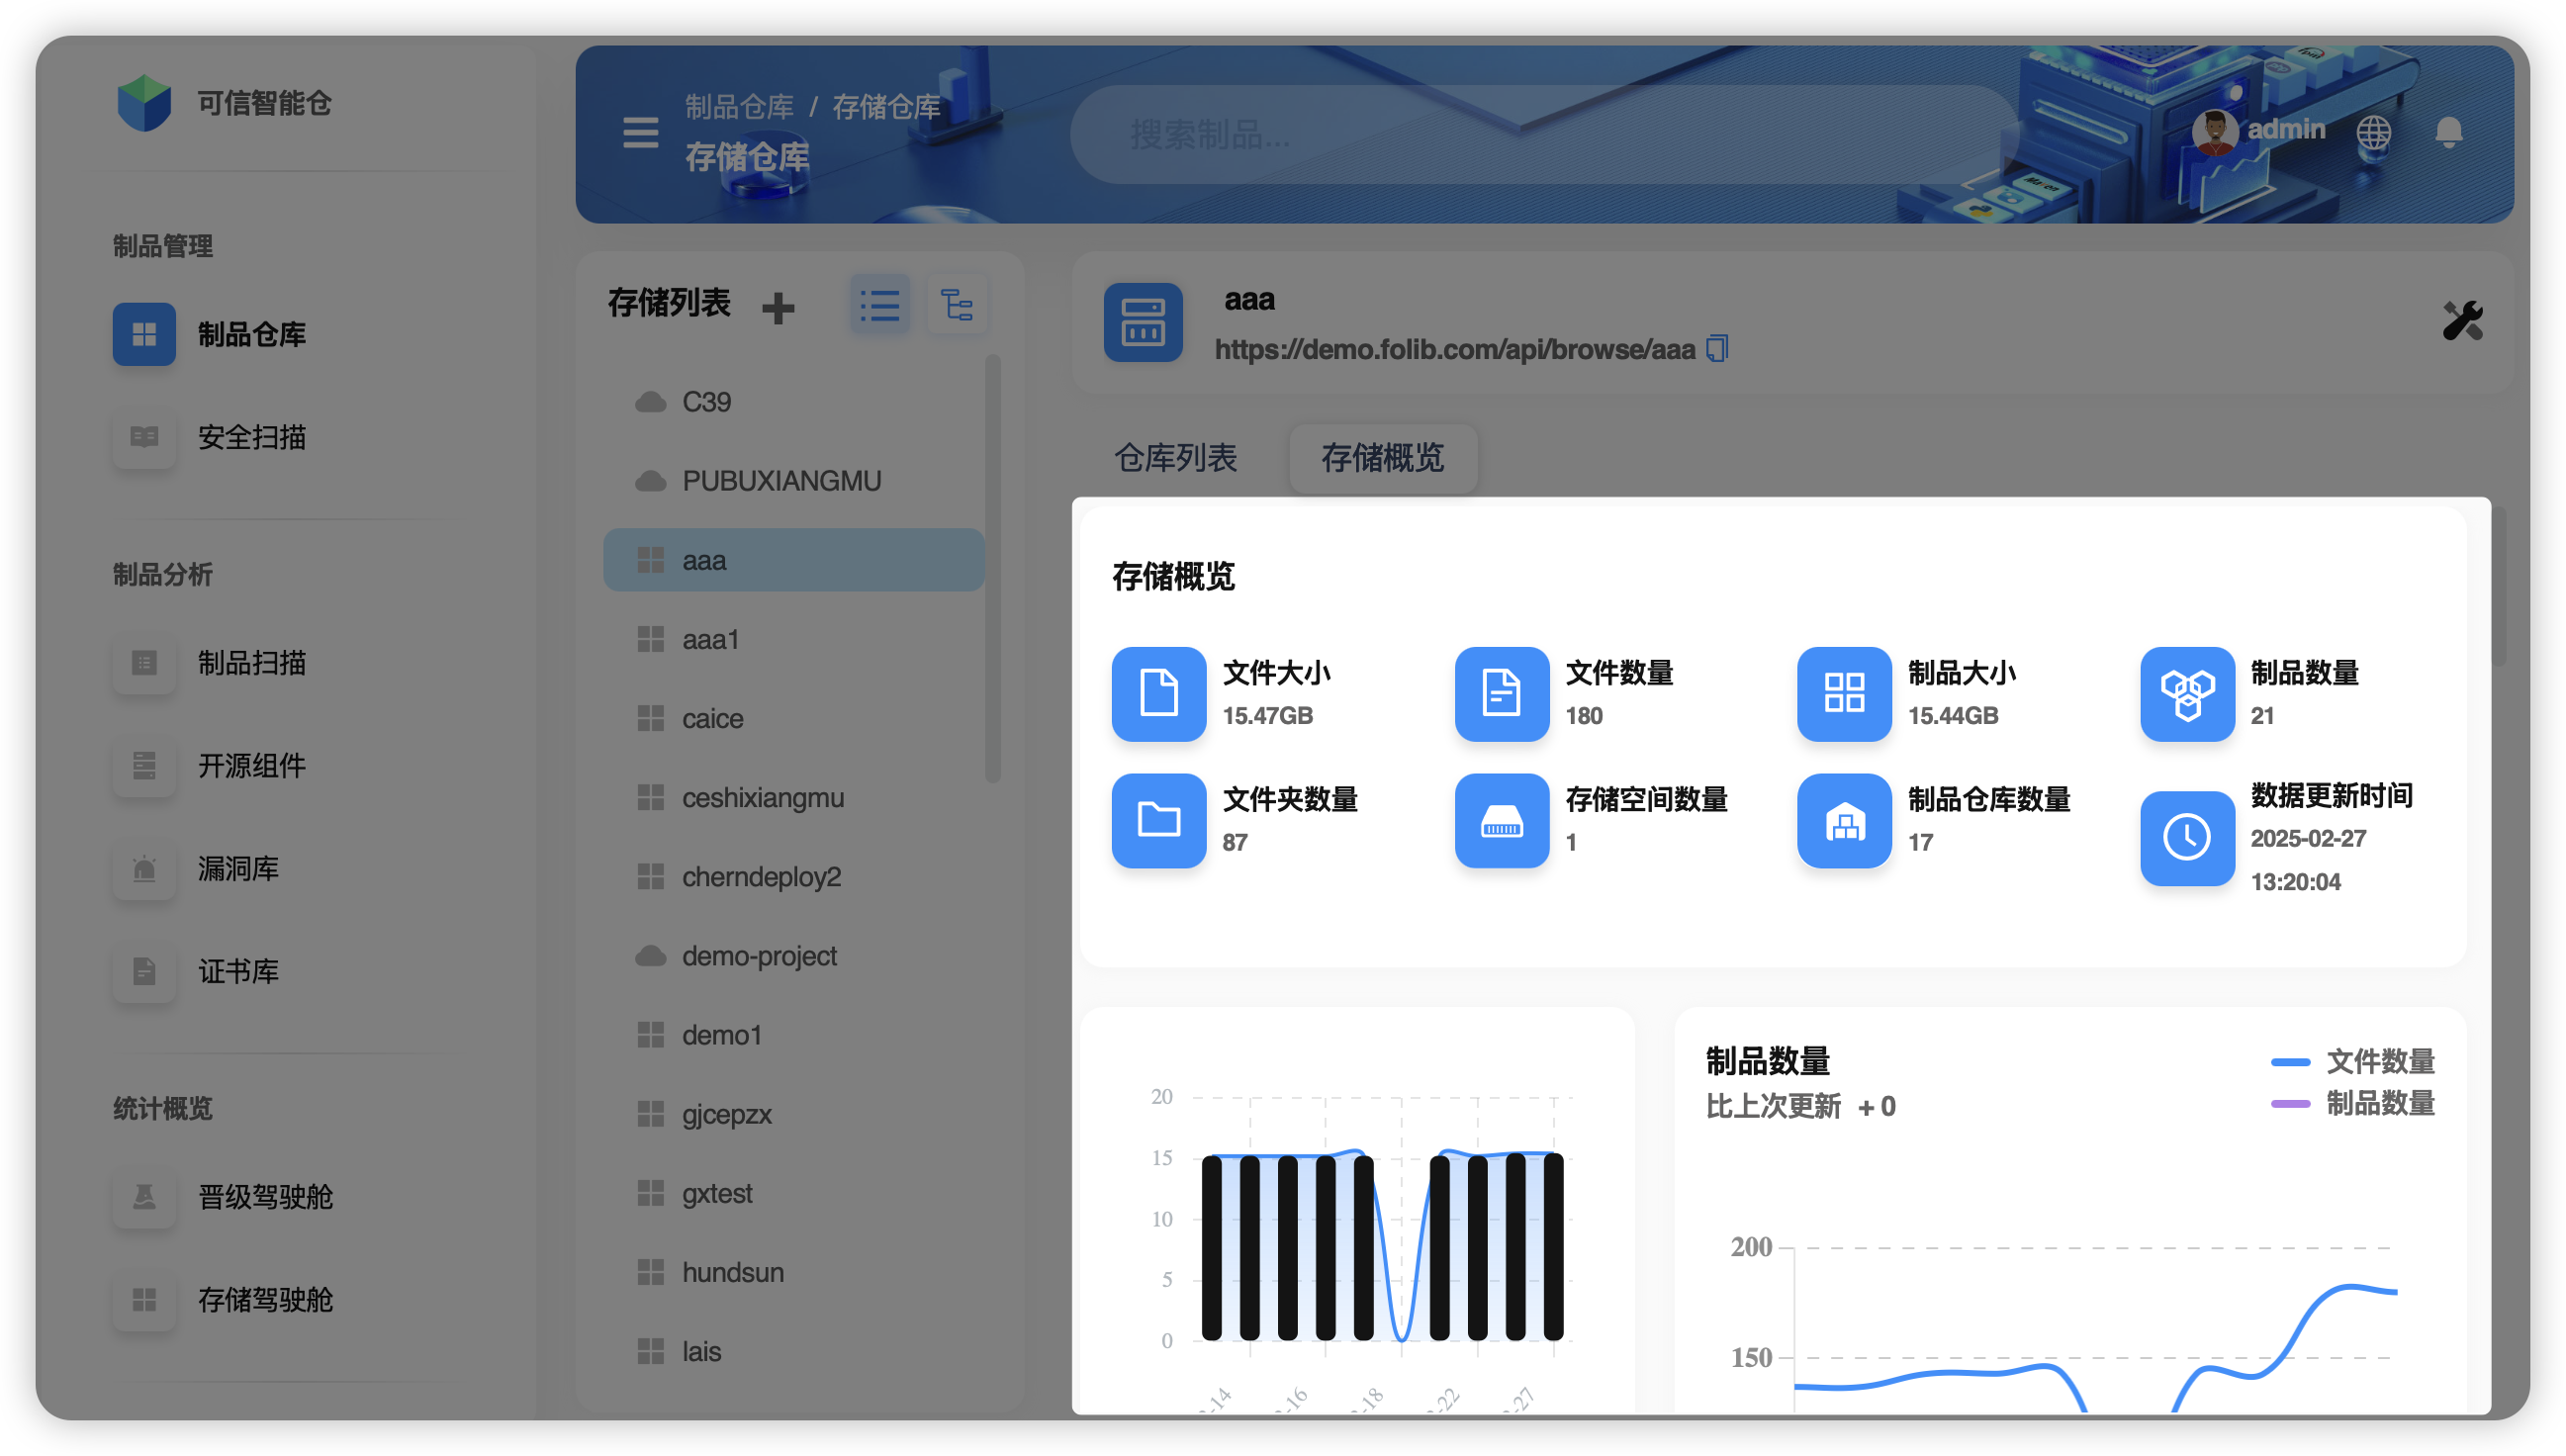 可信智能仓
制品管理
制品仓库
安全扫描
制品分析
制品扫描
开源组件
漏洞库
证书库
统计概览
晋级驾驶舱
存储驾驶舱
制品仓库 / 存储仓库
存储仓库
搜索制品...
admin
存储列表
C39
PUBUXIANGMU
aaa
aaa1
caice
ceshixiangmu
cherndeploy2
demo-project
demo1
gjcepzx
gxtest
hundsun
lais
aaa
https://demo.folib.com/api/browse/aaa
仓库列表 存储概览
存储概览
文件大小
15.47GB
文件数量
180
制品大小
15.44GB
制品数量
21
文件夹数量
87
存储空间数量
1
制品仓库数量
17
数据更新时间
2025-02-27
13:20:04
20
15
10
5
0
-14 -16 -18 -22 -27
制品数量
比上次更新 + 0
文件数量
制品数量
200
150